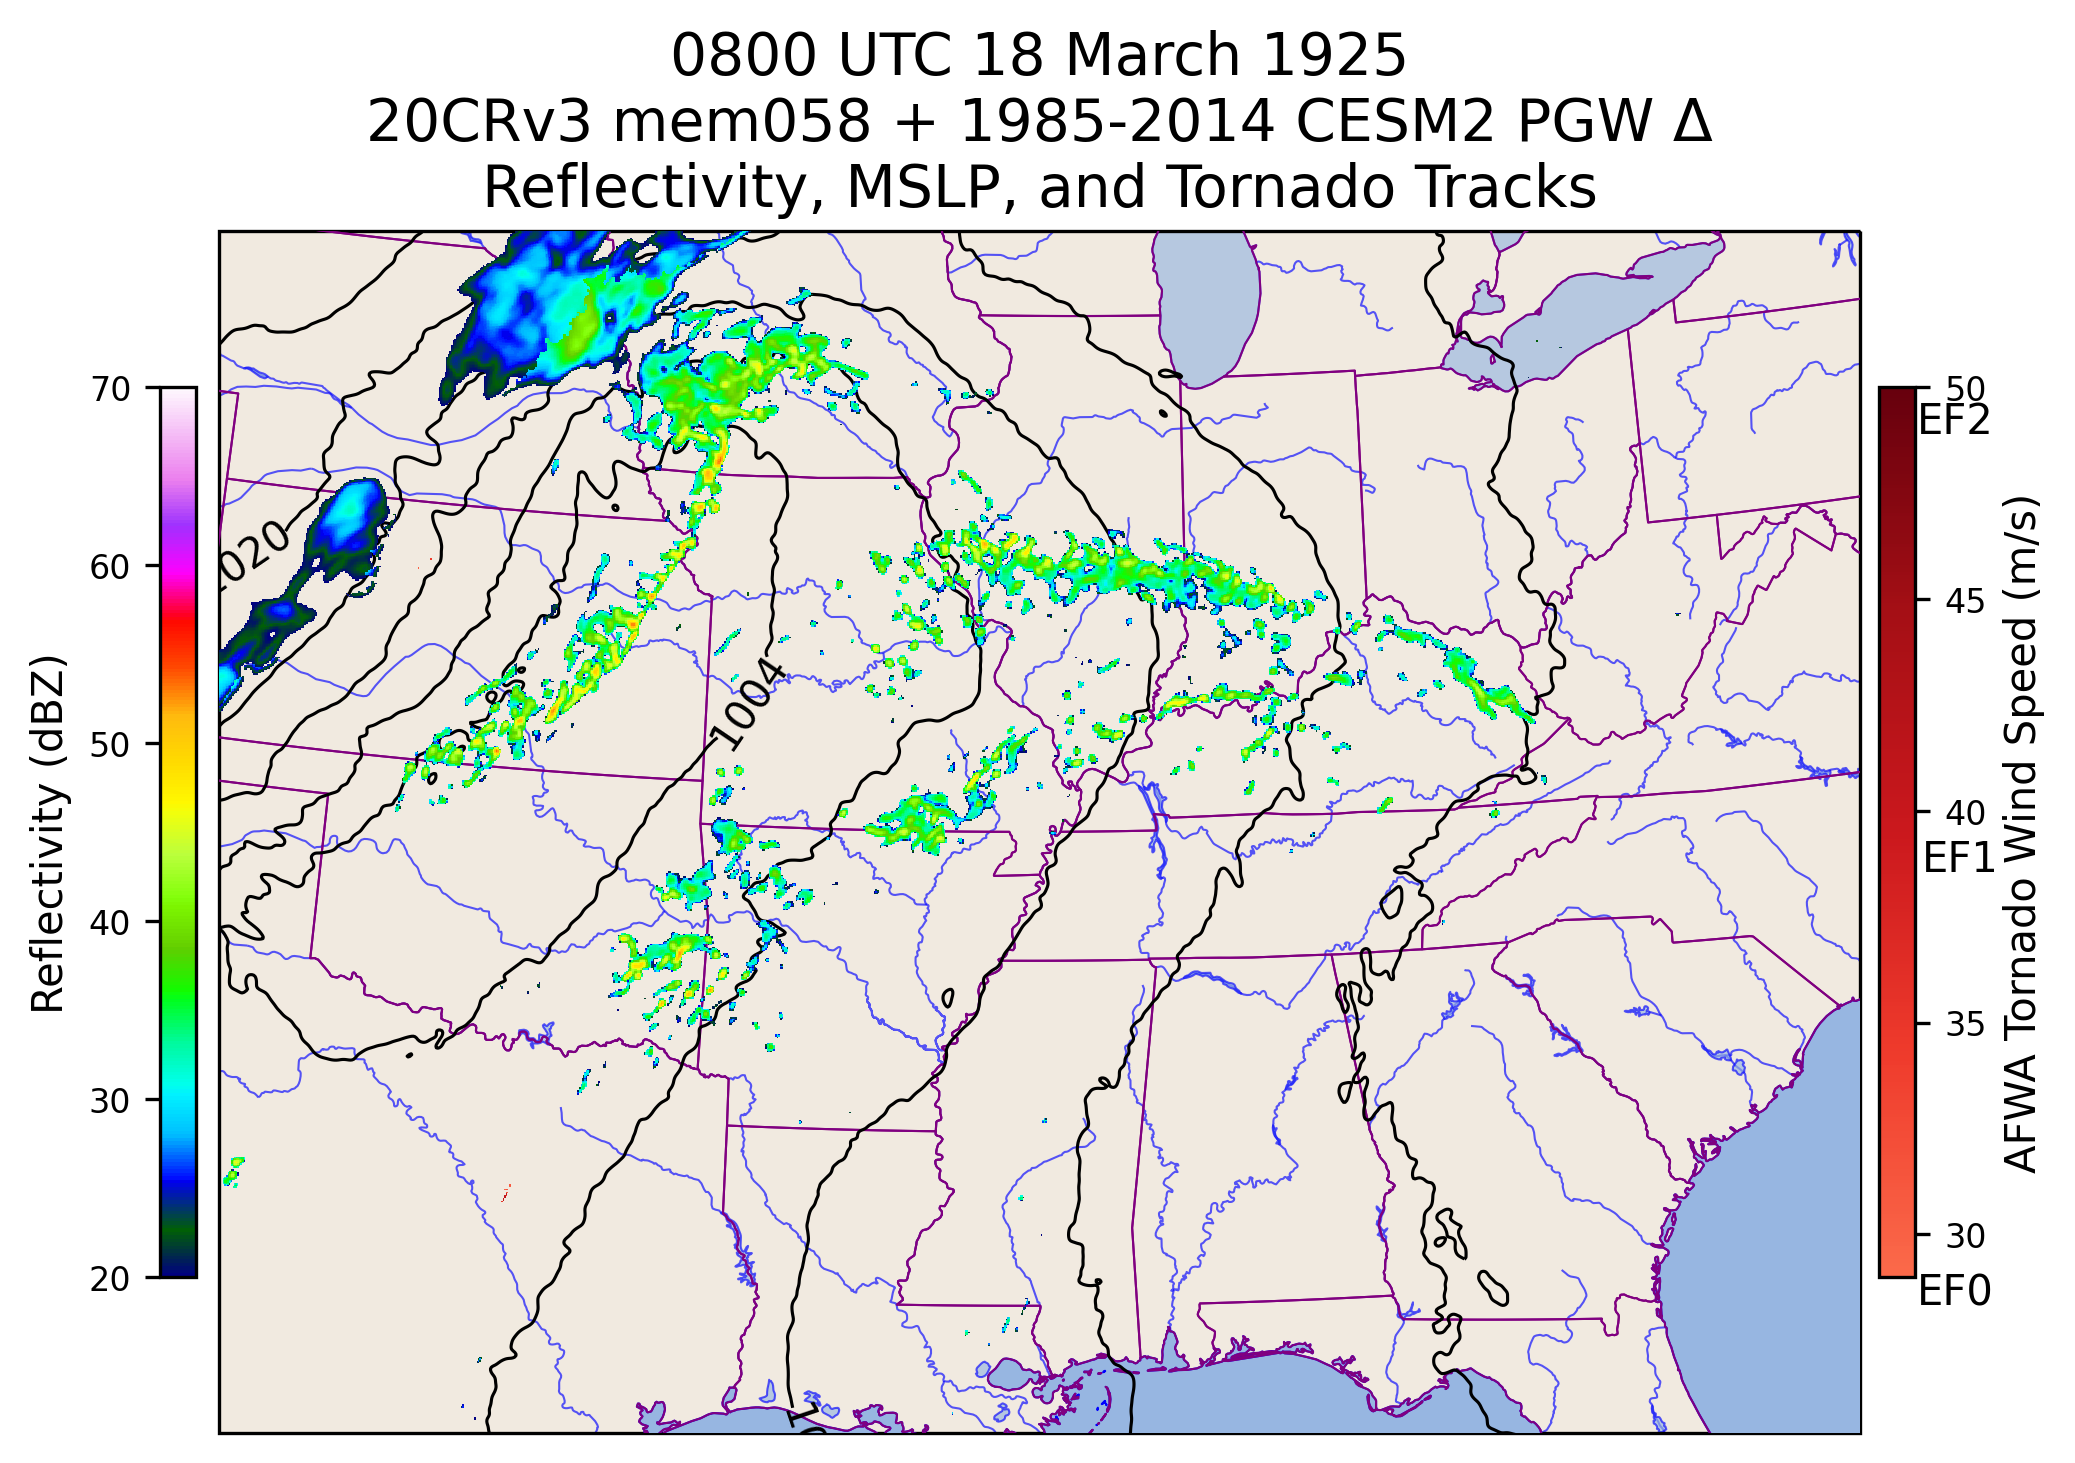 0800 UTC 18 March 1925
20CRv3 mem058 + 1985-2014 CESM2 PGW Δ
Reflectivity, MSLP, and Tornado Tracks
70
60
50
40
30
20
Reflectivity (dBZ)
1020
1004
50
EF2
45
40
EF1
35
30
EF0
AFWA Tornado Wind Speed (m/s)